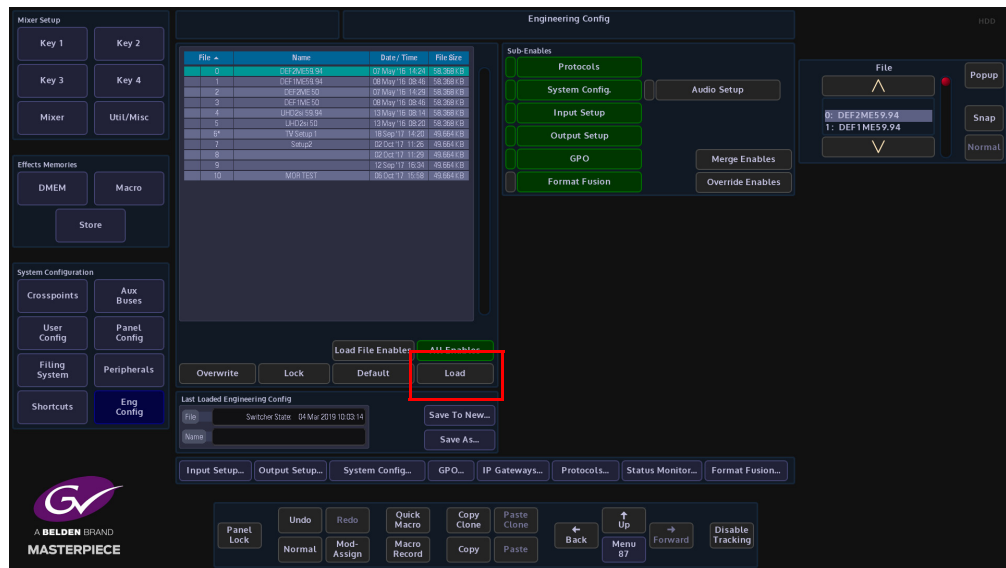 Mixer Setup
Engineering Config
HDD
Key 1
Key 2
Key 3
Key 4
Mixer
Util/Misc
Effects Memories
DMEM
Macro
Store
System Configuration
Crosspoints
Aux Buses
User Config
Panel Config
Filing System
Peripherals
Shortcuts
Eng Config
File Name Date / Time File Size
0 DEF2ME59.94 07 May '16 14:24 58.368 KB
1 DEF1ME59.94 08 May '16 08:46 58.368 KB
2 DEF2ME50 07 May '16 14:29 58.368 KB
3 DEF1ME50 08 May '16 08:46 58.368 KB
4 UHD2si 59.94 13 May '16 08:14 58.368 KB
5 UHD2si 50 13 May '16 08:20 58.368 KB
6* TV Setup 1 18 Sep '17 14:20 49.664 KB
7 Setup2 02 Oct '17 11:26 49.664 KB
8 02 Oct '17 11:29 49.664 KB
9 12 Sep '17 16:34 49.664 KB
10 MOR TEST 06 Oct '17 15:58 49.664 KB
Load File Enables
All Enables
Overwrite
Lock
Default
Load
Last Loaded Engineering Config
File Switcher State: 04 Mar 2019 10:03:14
Name
Save To New...
Save As...
Sub-Enables
Protocols
System Config.
Audio Setup
Input Setup
Output Setup
GPO
Merge Enables
Format Fusion
Override Enables
File
0: DEF2ME59.94
1: DEF1ME59.94
Popup
Snap
Normal
Input Setup...
Output Setup...
System Config...
GPO...
IP Gateways...
Protocols...
Status Monitor...
Format Fusion...
GV
A BELDEN BRAND
MASTERPIECE
Panel Lock
Undo
Redo
Quick Macro
Copy Clone
Paste Clone
Normal
Mod-Assign
Macro Record
Copy
Paste
Back
Up
Menu 87
Forward
Disable Tracking